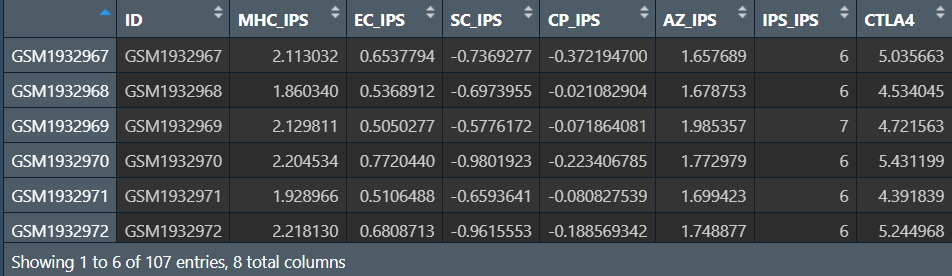 ID MHC_IPS EC_IPS SC_IPS CP_IPS AZ_IPS IPS_IPS CTLA4
GSM1932967 GSM1932967 2.113032 0.6537794 -0.7369277 -0.372194700 1.657689 6 5.035663
GSM1932968 GSM1932968 1.860340 0.5368912 -0.6973955 -0.021082904 1.678753 6 4.534045
GSM1932969 GSM1932969 2.129811 0.5050277 -0.5776172 -0.071864081 1.985357 7 4.721563
GSM1932970 GSM1932970 2.204534 0.7720440 -0.9801923 -0.223406785 1.772979 6 5.431199
GSM1932971 GSM1932971 1.928966 0.5106488 -0.6593641 -0.080827539 1.699423 6 4.391839
GSM1932972 GSM1932972 2.218130 0.6808713 -0.9615553 -0.188569342 1.748877 6 5.244968
Showing 1 to 6 of 107 entries, 8 total columns